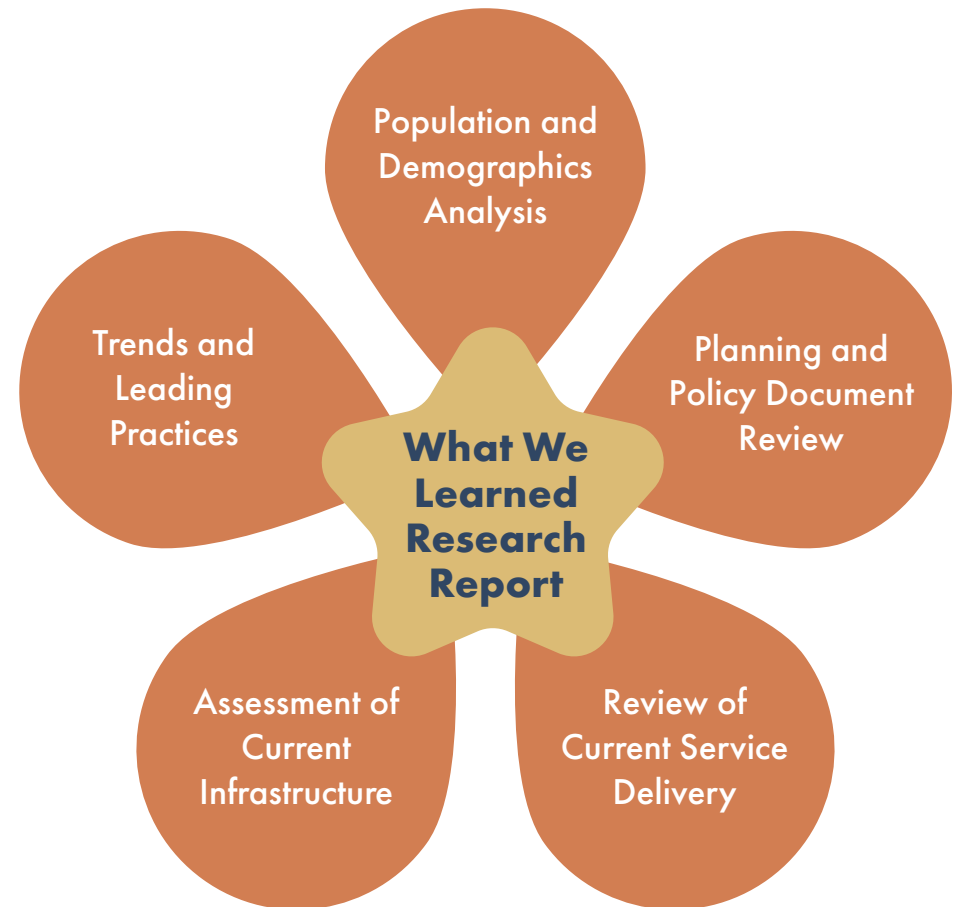 Population and
Demographics
Analysis
Trends and
Leading
Practices
Planning and
Policy Document
Review
What We
Learned
Research
Report
Assessment of
Current
Infrastructure
Review of
Current Service
Delivery